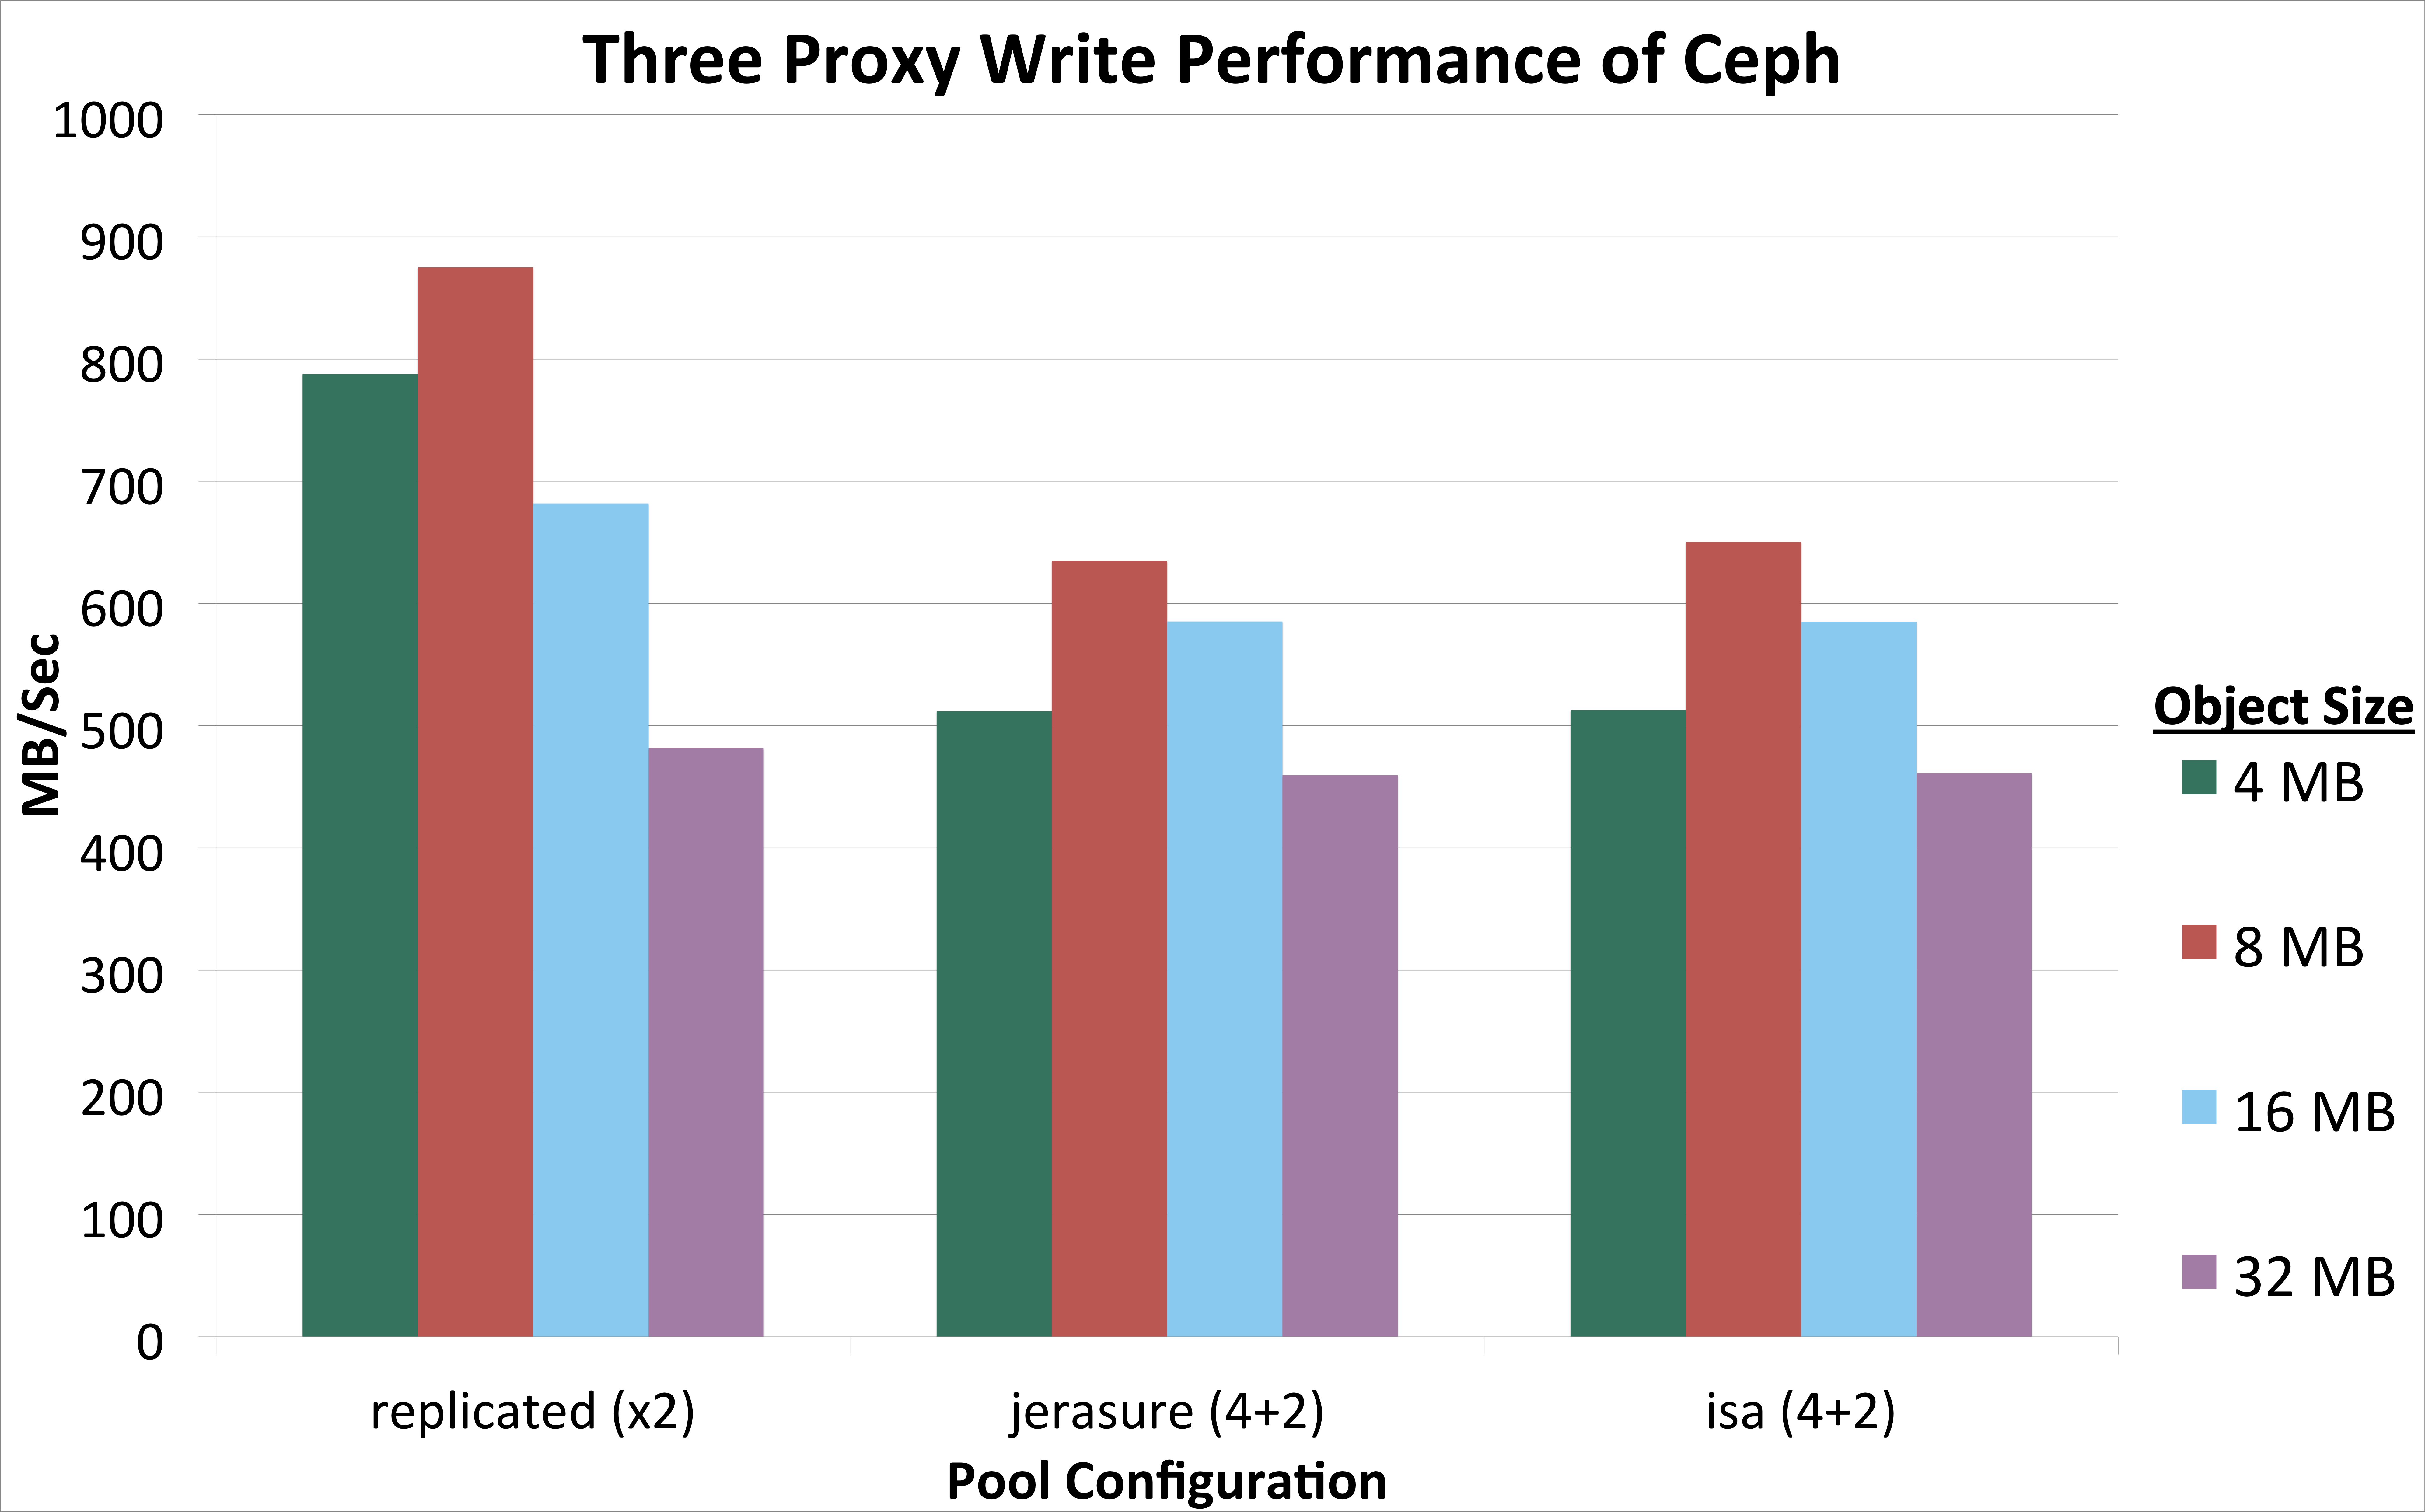 Three Proxy Write Performance of Ceph
1000
900
800
700
600
500
400
300
200
100
0
MB/Sec
replicated (x2)
jerasure (4+2)
isa (4+2)
Pool Configuration
Object Size
4 MB
8 MB
16 MB
32 MB